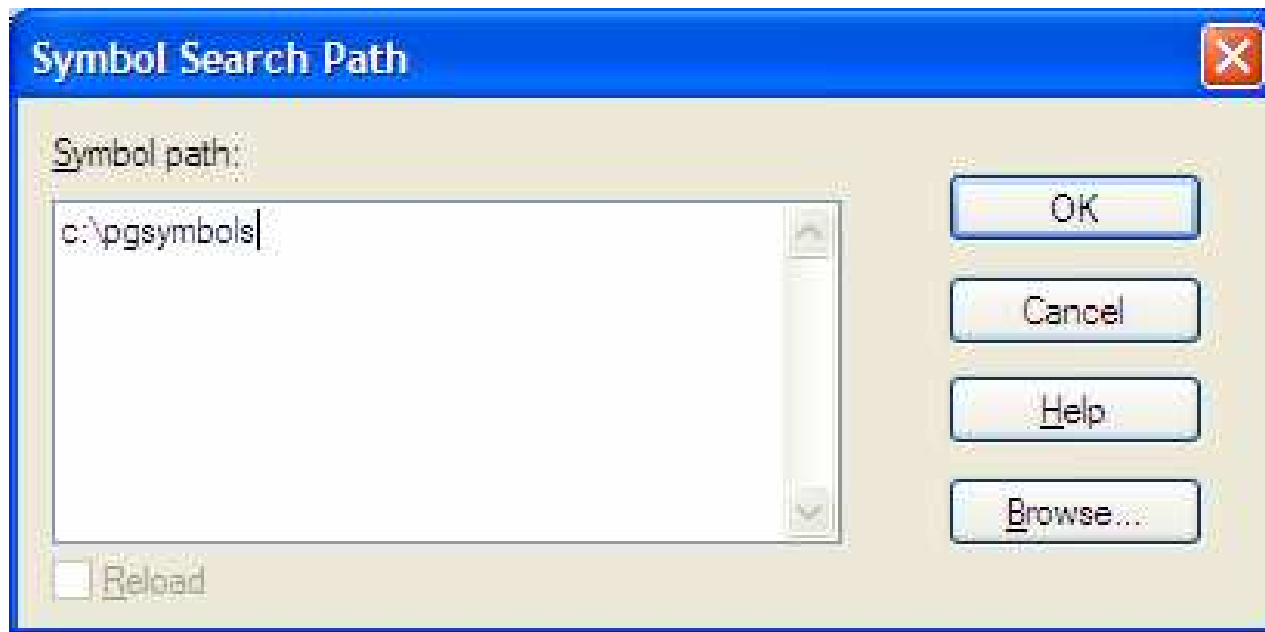 Symbol Search Path
Symbol path:
c:\pgsymbols
OK
Cancel
Help
Browse...
Reload